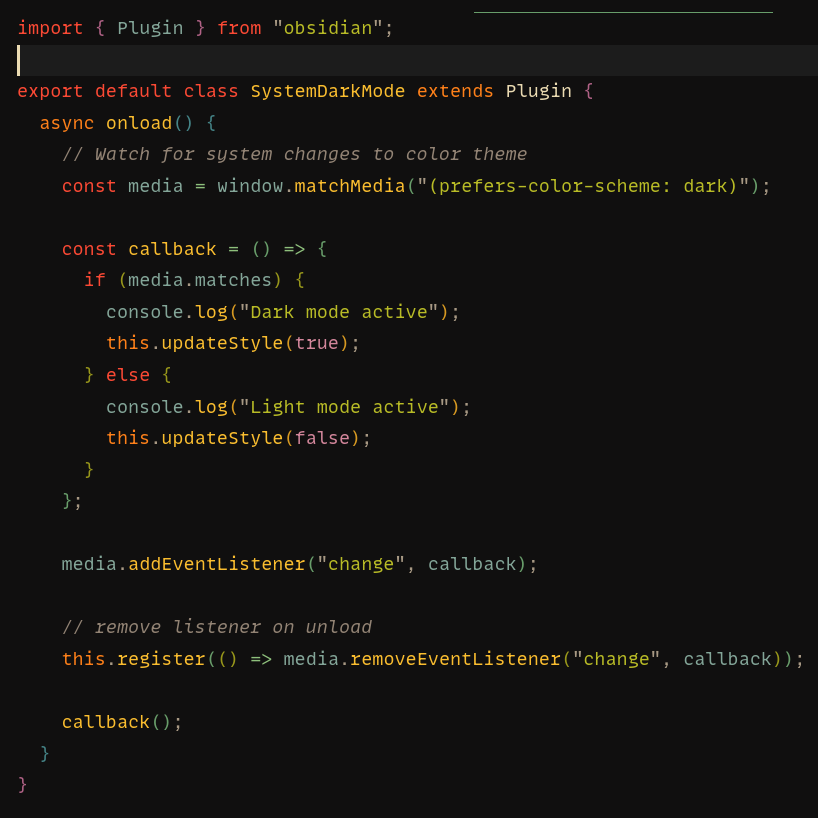 import { Plugin } from "obsidian";
export default class SystemDarkMode extends Plugin {
async onload() {
// Watch for system changes to color theme
const media = window.matchMedia("(prefers-color-scheme: dark)");
const callback = () => {
if (media.matches) {
console.log("Dark mode active");
this.updateStyle(true);
} else {
console.log("Light mode active");
this.updateStyle(false);
}
};
media.addEventListener("change", callback);
// remove listener on unload
this.register(() => media.removeEventListener("change", callback));
callback();
}
}